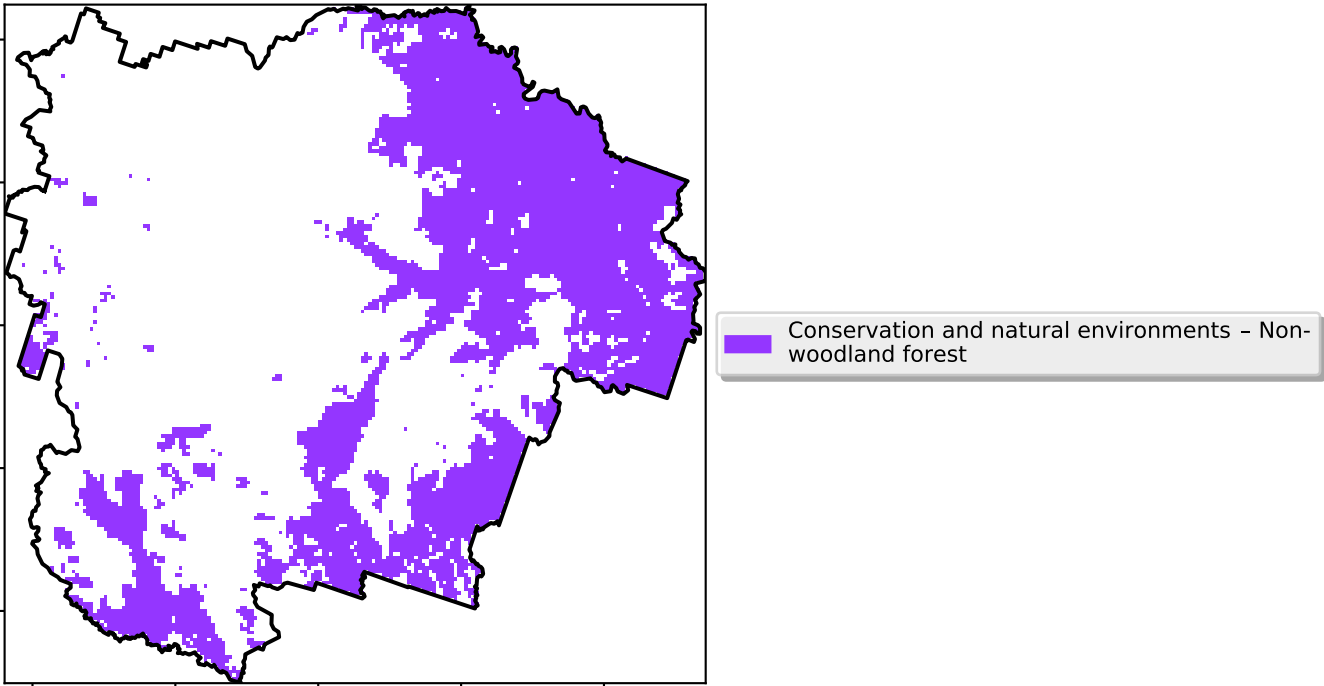 Conservation and natural environments – Non-
woodland forest